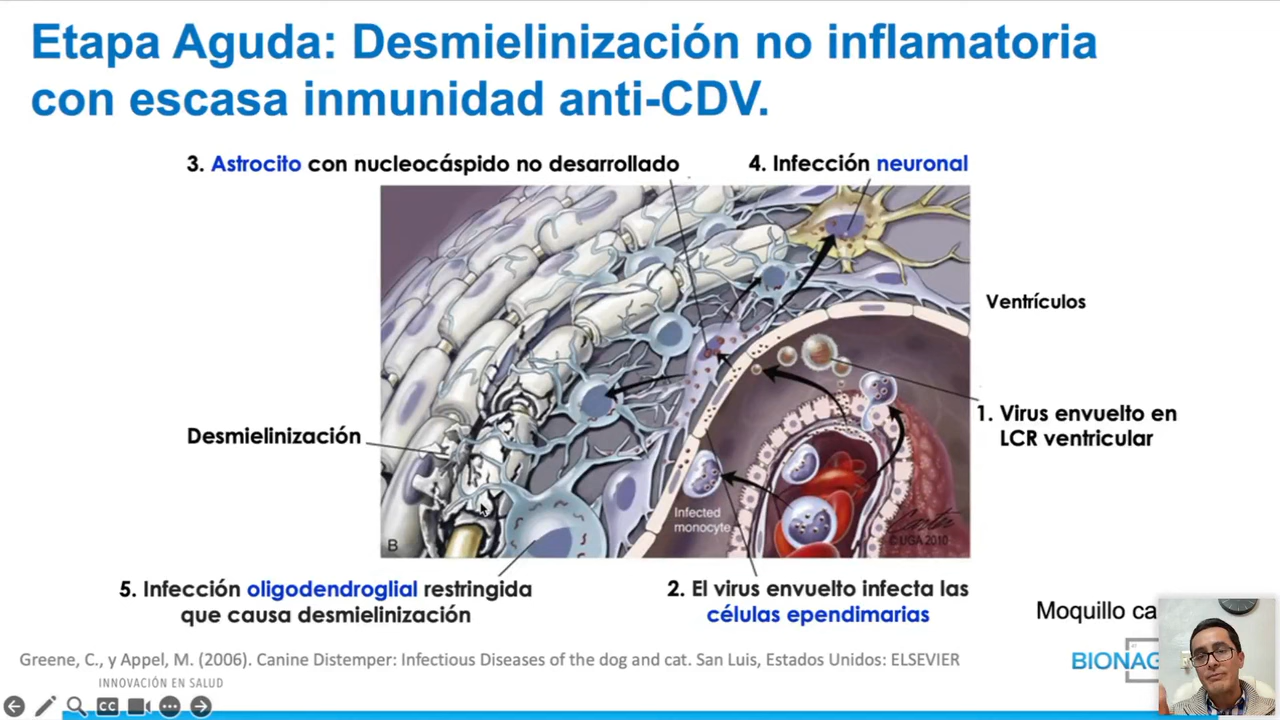 Etapa Aguda: Desmielinización no inflamatoria
con escasa inmunidad anti-CDV.
3. Astrocito con nucleocáspido no desarrollado
4. Infección neuronal
Ventrículos
1. Virus envuelto en
LCR ventricular
Desmielinización
Infected
monocyte
B
© UGA 2010
5. Infección oligodendroglial restringida
que causa desmielinización
2. El virus envuelto infecta las
células ependimarias
Moquillo ca
Greene, C., y Appel, M. (2006). Canine Distemper: Infectious Diseases of the dog and cat. San Luis, Estados Unidos: ELSEVIER
BIONA
INNOVACIÓN EN SALUD
CC